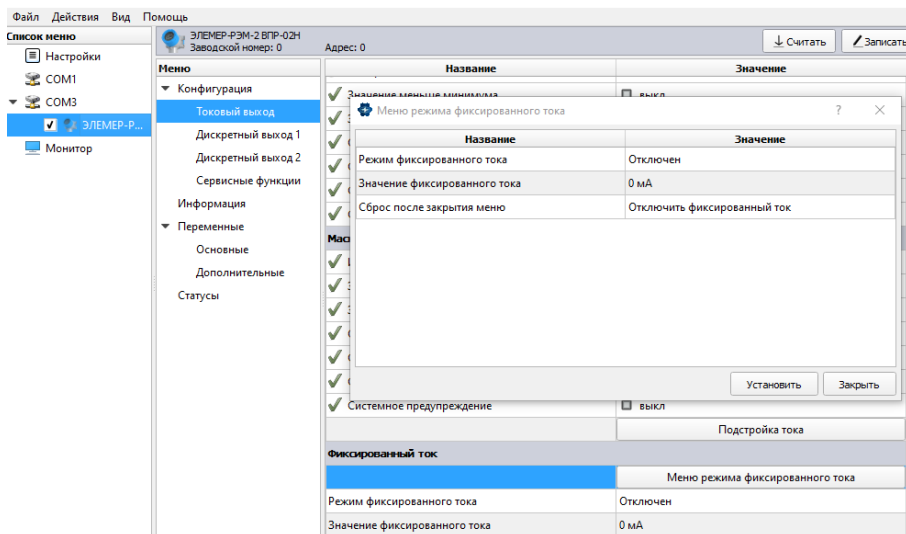 Файл Действия Вид Помощь
Список меню
Настройки
COM1
COM3
ЭЛЕМЕР-Р...
Монитор
ЭЛЕМЕР-РЭМ-2 ВПР-02Н
Заводской номер: 0 Адрес: 0
Считать
Записать
Меню
Конфигурация
Токовый выход
Дискретный выход 1
Дискретный выход 2
Сервисные функции
Информация
Переменные
Основные
Дополнительные
Статусы
Название Значение
Значение меньше минимума выкл
Меню режима фиксированного тока ? ×
Название Значение
Режим фиксированного тока Отключен
Значение фиксированного тока 0 мА
Сброс после закрытия меню Отключить фиксированный ток
Установить Закрыть
Системное предупреждение выкл
Подстройка тока
Фиксированный ток
Меню режима фиксированного тока
Режим фиксированного тока Отключен
Значение фиксированного тока 0 мА